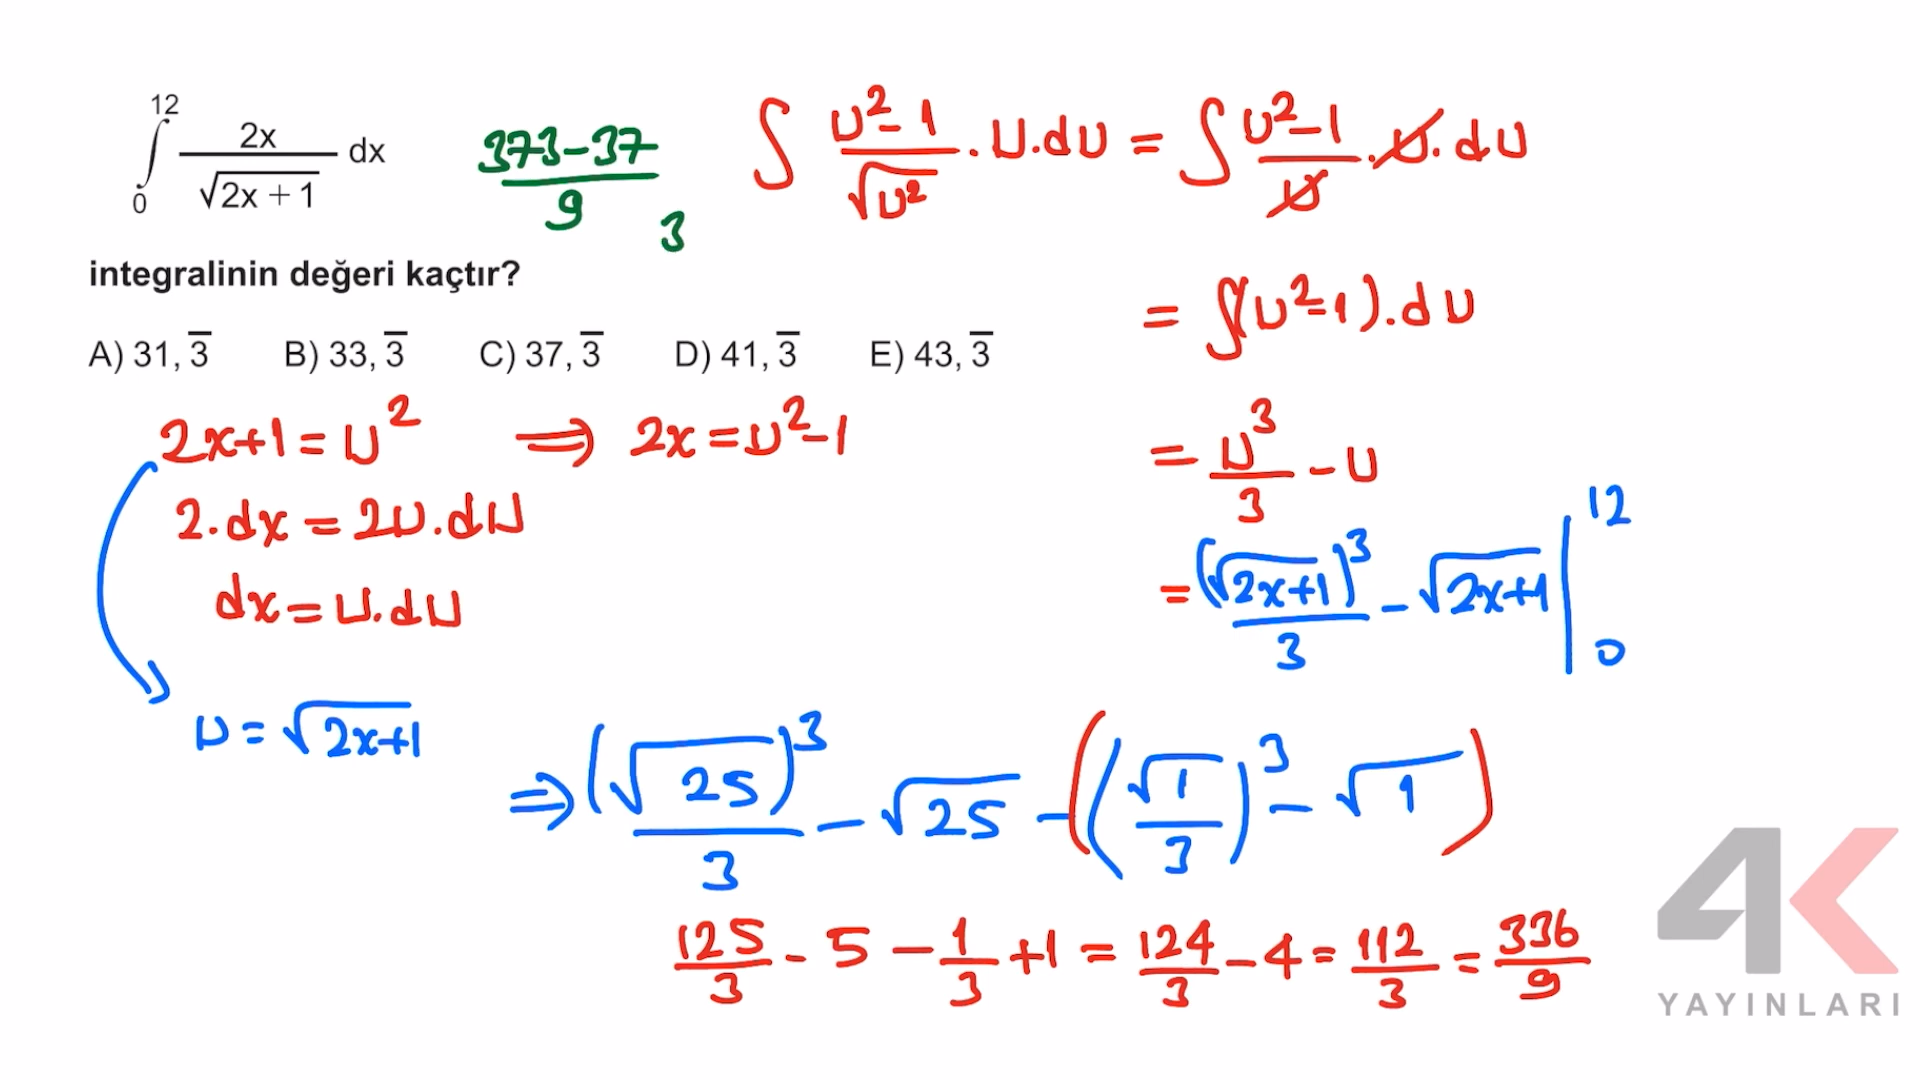 ∫₀¹² 2x / √(2x + 1) dx
integralinin değeri kaçtır?
A) 31,3̅ B) 33,3̅ C) 37,3̅ D) 41,3̅ E) 43,3̅
373-37 / 9
3
2x+1 = u² ⇒ 2x = u²-1
2.dx = 2u.du
dx = u.du
u = √(2x+1)
∫ (u²-1)/√(u²) . u.du = ∫ (u²-1)/u . u.du
= ∫(u²-1).du
= u³/3 - u
= (√(2x+1))³/3 - √(2x+1) |₀¹²
⇒ (√25)³/3 - √25 - ((√1/3)³ - √1)
125/3 - 5 - 1/3 + 1 = 124/3 - 4 = 112/3 = 336/9
4K
YAYINLARI